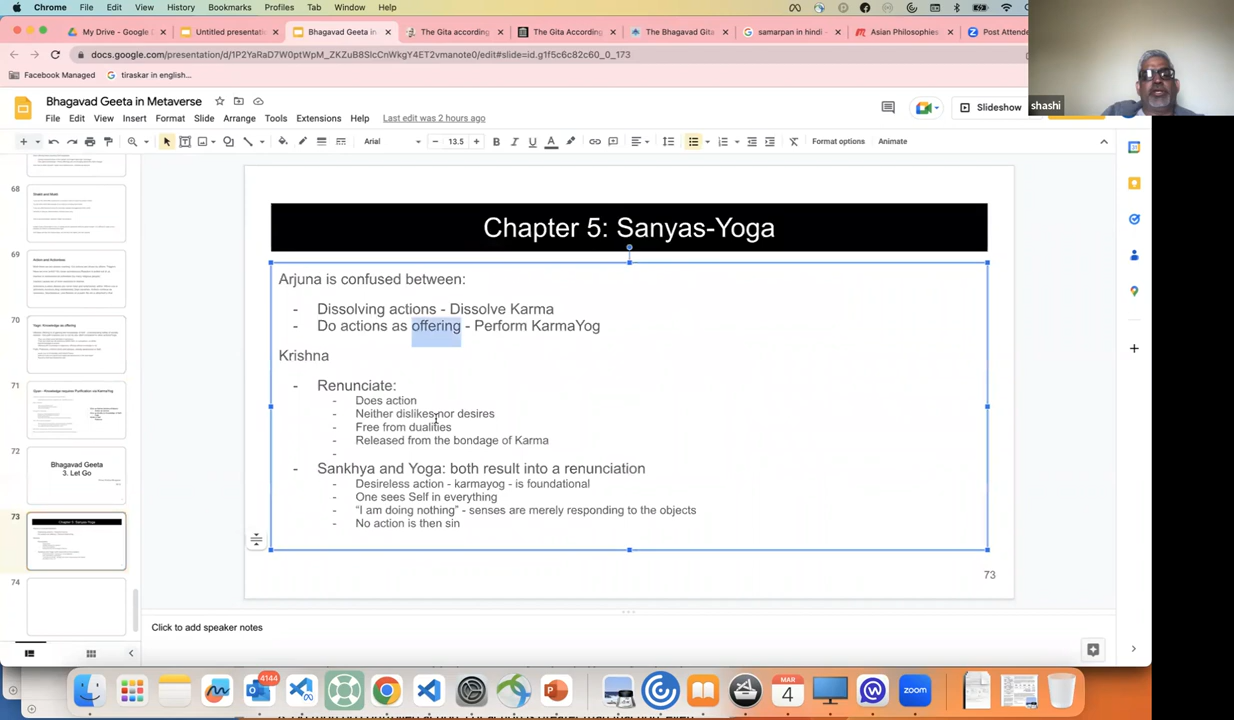 Chrome File Edit View History Bookmarks Profiles Tab Window Help
My Drive - Google
Untitled presentation
Bhagavad Geeta in
The Gita according
The Gita According
The Bhagavad Gita
samarpan in hindi -
Asian Philosophies
Post Attende
docs.google.com/presentation/d/1P2YaRaD7W0ptWpM_ZKZuB8SIcCnWkgY4ET2vmanote0/edit#slide=id.g1f5c6c82c60_0_173
Facebook Managed
tiraskar in english...
shashi
Bhagavad Geeta in Metaverse
File Edit View Insert Format Slide Arrange Tools Extensions Help Last edit was 2 hours ago
Slideshow
Arial
- 13.5 +
B I U A
Format options
Animate
68
69
70
71
72
Bhagavad Geeta
3. Let Go
73
74
Chapter 5: Sanyas-Yoga
Arjuna is confused between:
- Dissolving actions - Dissolve Karma
- Do actions as offering - Perform KarmaYog
Krishna
- Renunciate:
- Does action
- Neither dislikes nor desires
- Free from dualities
- Released from the bondage of Karma
-
- Sankhya and Yoga: both result into a renunciation
- Desireless action - karmayog - is foundational
- One sees Self in everything
- “I am doing nothing” - senses are merely responding to the objects
- No action is then sin
73
Click to add speaker notes
4144
MAR
4
zoom